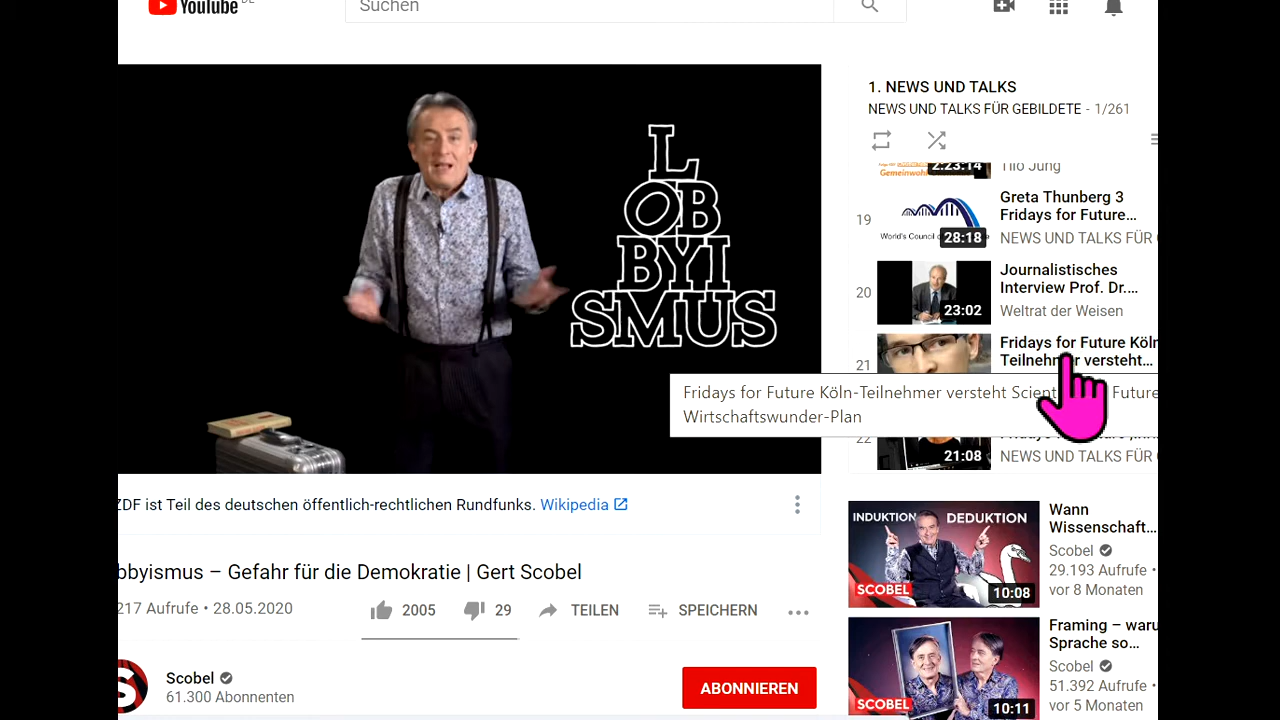 YouTube DE
Suchen
1. NEWS UND TALKS
NEWS UND TALKS FÜR GEBILDETE - 1/261
2:23:14
Tilo Jung
Gemeinwohl
19
World's Council
28:18
Greta Thunberg 3
Fridays for Future...
NEWS UND TALKS FÜR
20
23:02
Journalistisches
Interview Prof. Dr....
Weltrat der Weisen
21
Fridays for Future Köln
Teilnehmer versteht...
Fridays for Future Köln-Teilnehmer versteht Scient Future
Wirtschaftswunder-Plan
22
21:08
NEWS UND TALKS FÜR
L
OB
BYI
SMUS
ZDF ist Teil des deutschen öffentlich-rechtlichen Rundfunks. Wikipedia
bbyismus – Gefahr für die Demokratie | Gert Scobel
217 Aufrufe • 28.05.2020
2005
29
TEILEN
SPEICHERN
Scobel
61.300 Abonnenten
ABONNIEREN
INDUKTION
DEDUKTION
SCOBEL
10:08
Wann
Wissenschaft...
Scobel
29.193 Aufrufe •
vor 8 Monaten
SCOBEL
10:11
Framing – waru
Sprache so...
Scobel
51.392 Aufrufe •
vor 5 Monaten